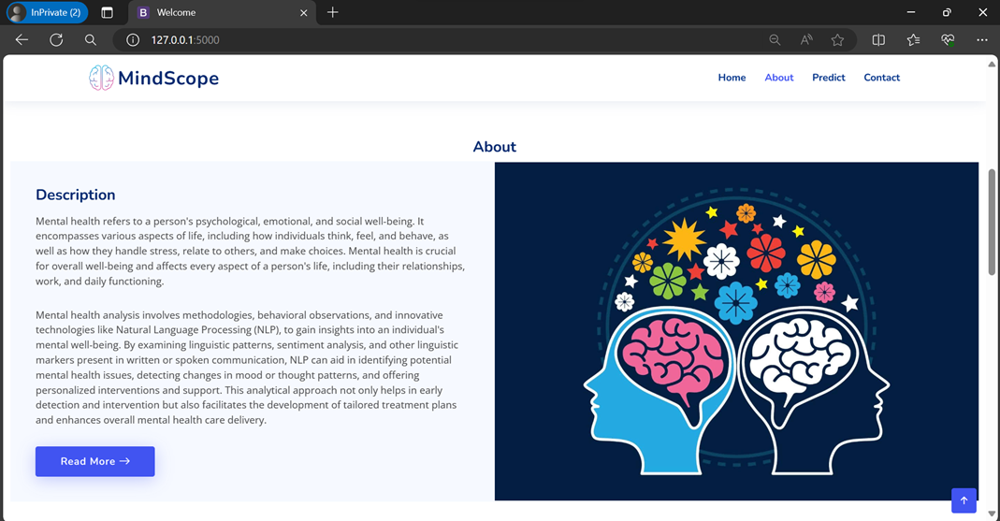 InPrivate (2)
Welcome
127.0.0.1:5000
MindScope
Home
About
Predict
Contact
About
Description
Mental health refers to a person's psychological, emotional, and social well-being. It
encompasses various aspects of life, including how individuals think, feel, and behave, as
well as how they handle stress, relate to others, and make choices. Mental health is crucial
for overall well-being and affects every aspect of a person's life, including their relationships,
work, and daily functioning.
Mental health analysis involves methodologies, behavioral observations, and innovative
technologies like Natural Language Processing (NLP), to gain insights into an individual's
mental well-being. By examining linguistic patterns, sentiment analysis, and other linguistic
markers present in written or spoken communication, NLP can aid in identifying potential
mental health issues, detecting changes in mood or thought patterns, and offering
personalized interventions and support. This analytical approach not only helps in early
detection and intervention but also facilitates the development of tailored treatment plans
and enhances overall mental health care delivery.
Read More →